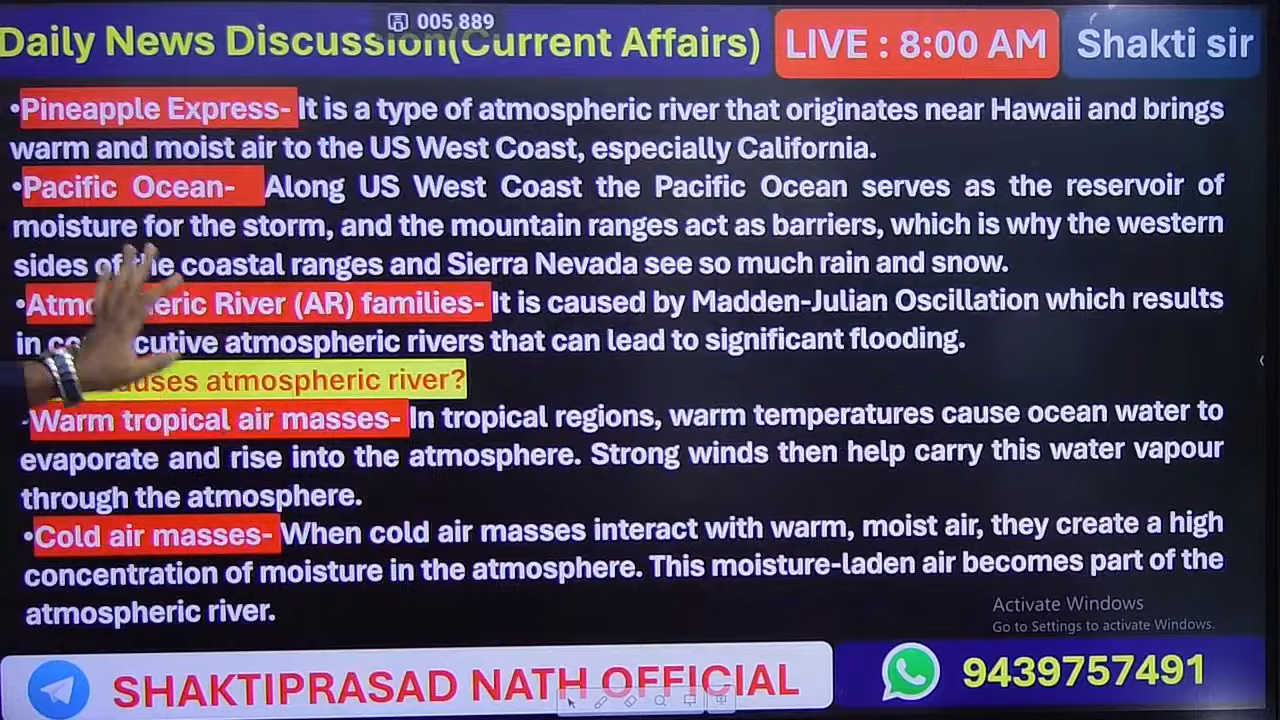 005 889
Daily News Discussion(Current Affairs) LIVE : 8:00 AM Shakti sir
•Pineapple Express- It is a type of atmospheric river that originates near Hawaii and brings
warm and moist air to the US West Coast, especially California.
•Pacific Ocean- Along US West Coast the Pacific Ocean serves as the reservoir of
moisture for the storm, and the mountain ranges act as barriers, which is why the western
sides of the coastal ranges and Sierra Nevada see so much rain and snow.
River (AR) families- It is caused by Madden-Julian Oscillation which results
in atmospheric rivers that can lead to significant flooding.
atmospheric river?
•Warm tropical air masses- In tropical regions, warm temperatures cause ocean water to
evaporate and rise into the atmosphere. Strong winds then help carry this water vapour
through the atmosphere.
•Cold air masses- When cold air masses interact with warm, moist air, they create a high
concentration of moisture in the atmosphere. This moisture-laden air becomes part of the
atmospheric river.
Activate Windows
Go to Settings to activate Windows.
SHAKTIPRASAD NATH OFFICIAL 9439757491